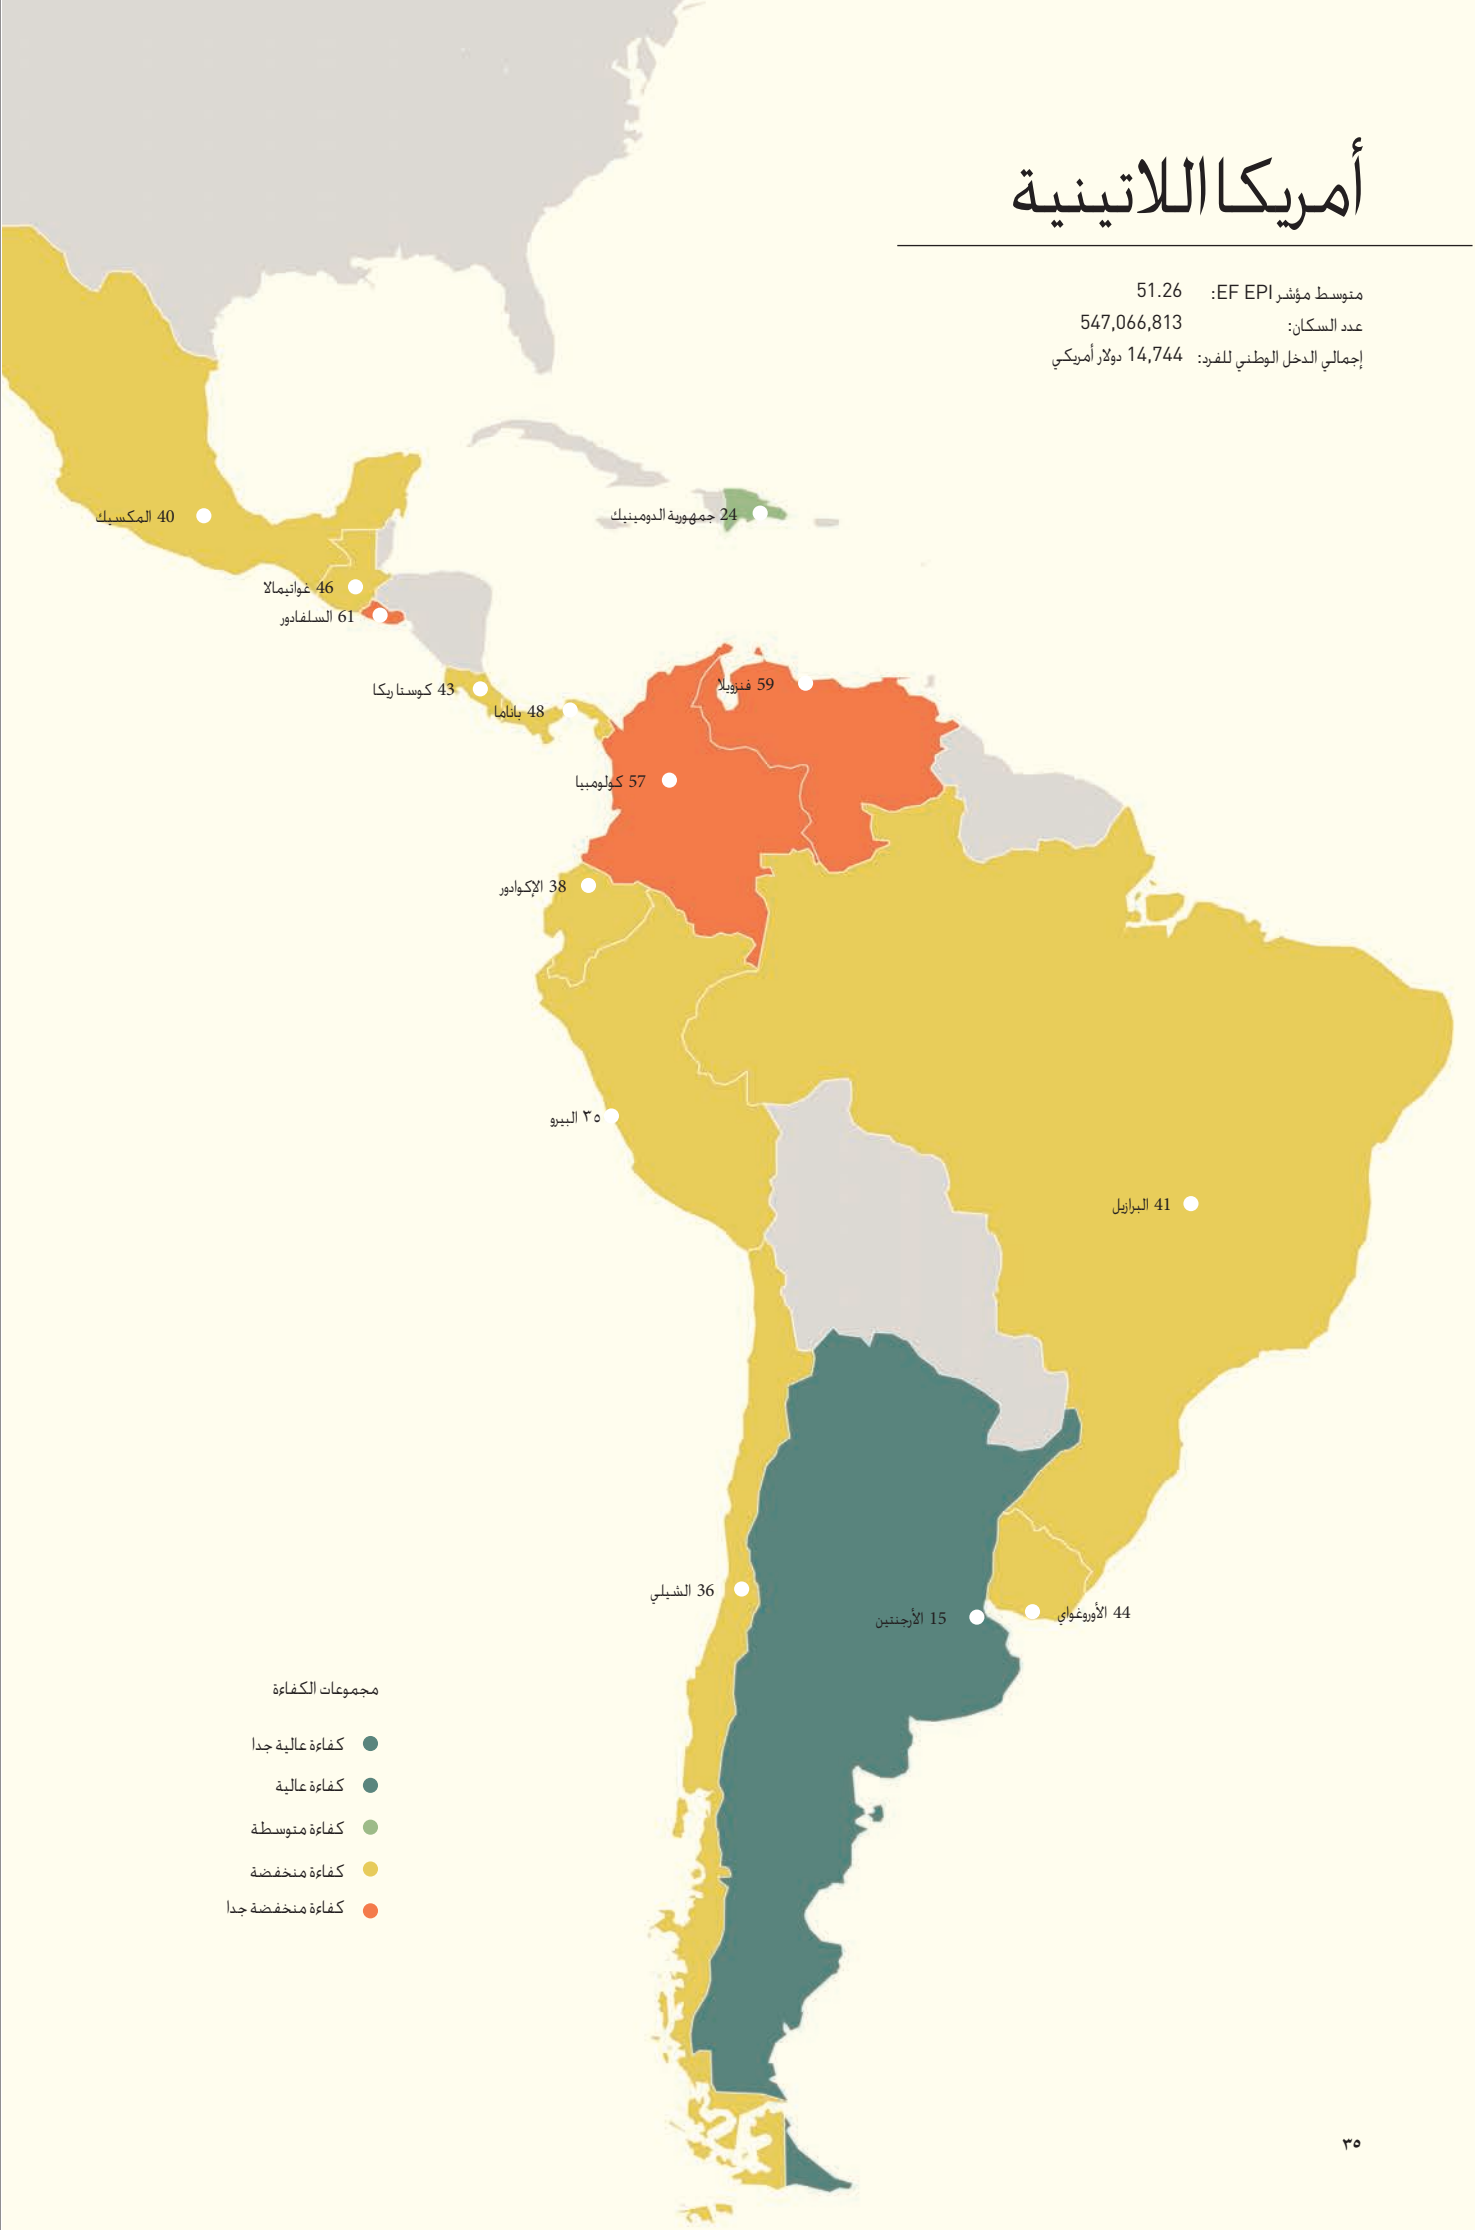 أمريكا اللاتينية
متوسط مؤشر EF EPI: 51.26
عدد السكان: 547,066,813
إجمالي الدخل الوطني للفرد: 14,744 دولار أمريكي
24 جمهورية الدومينيك
40 المكسيك
46 غواتيمالا
61 السلفادور
59 فنزويلا
43 كوستا ريكا
48 باناما
57 كولومبيا
38 الإكوادور
٣٥ البيرو
41 البرازيل
36 الشيلي
44 الأوروغواي
15 الأرجنتين
مجموعات الكفاءة
كفاءة عالية جدا
كفاءة عالية
كفاءة متوسطة
كفاءة منخفضة
كفاءة منخفضة جدا
٣٥